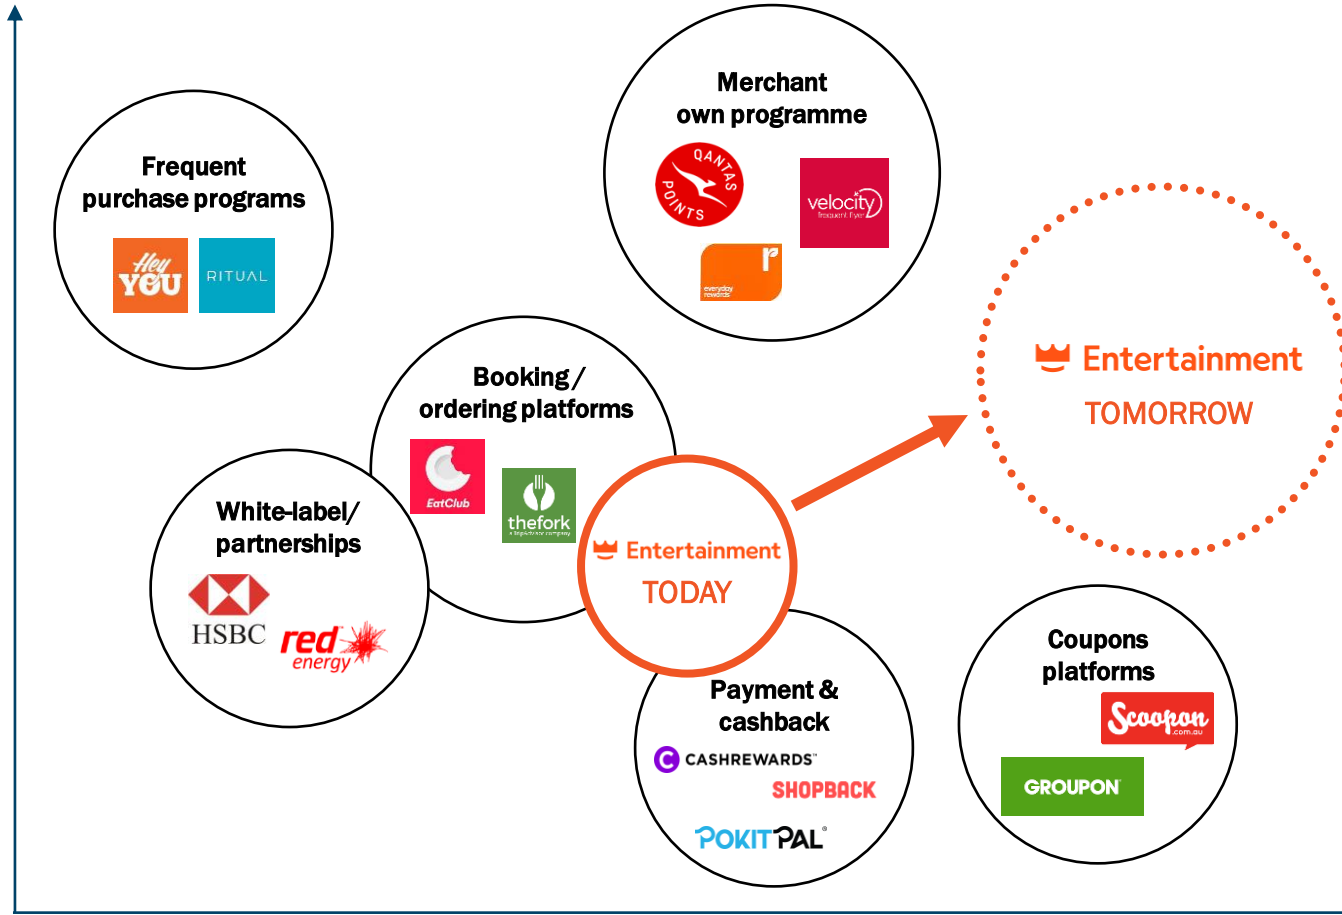 Merchant
own programme
QANTAS
POINTS
velocity
frequent flyer
r
everyday
rewards
Frequent
purchase programs
Hey
YOU
RITUAL
Entertainment
TOMORROW
Booking /
ordering platforms
EatClub
thefork
a TripAdvisor company
White-label/
partnerships
HSBC
red
energy
Entertainment
TODAY
Payment &
cashback
C CASHREWARDS™
SHOPBACK
POKITPAL®
Coupons
platforms
Scoopon
.com.au
GROUPON